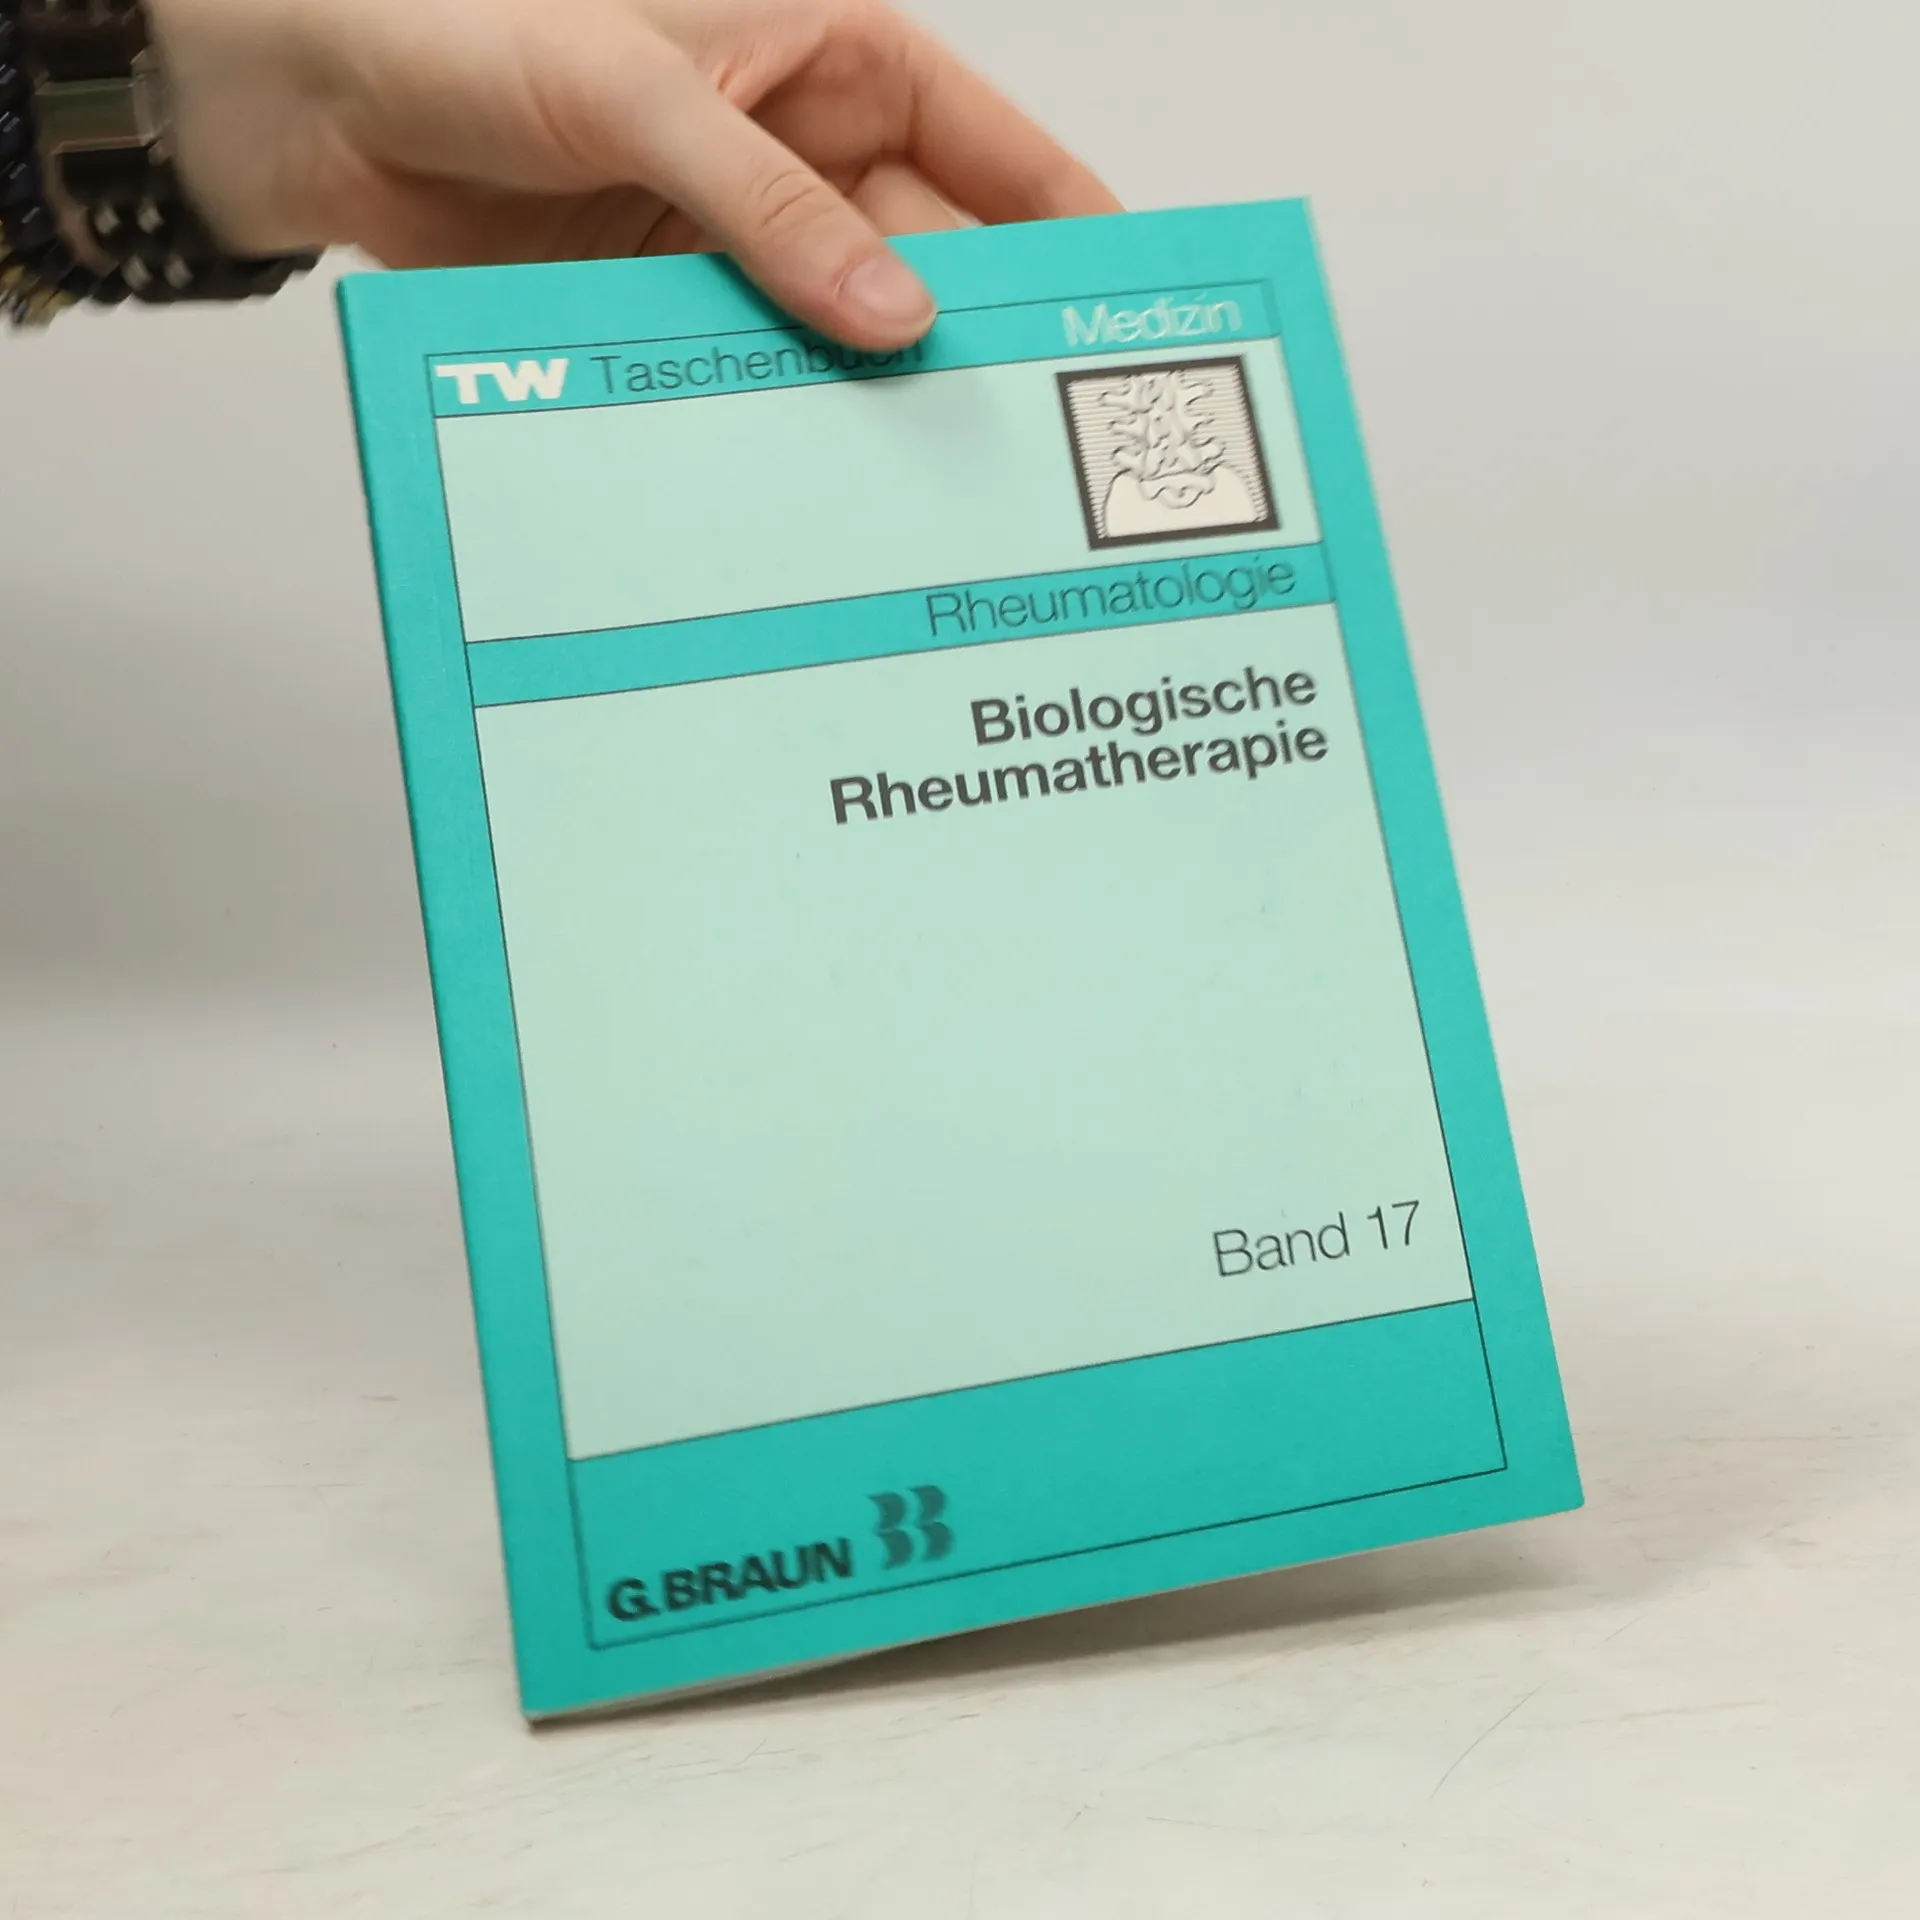 TW Taschenbuch Medizin
Rheumatologie
Biologische
Rheumatherapie
Band 17
G.BRAUN